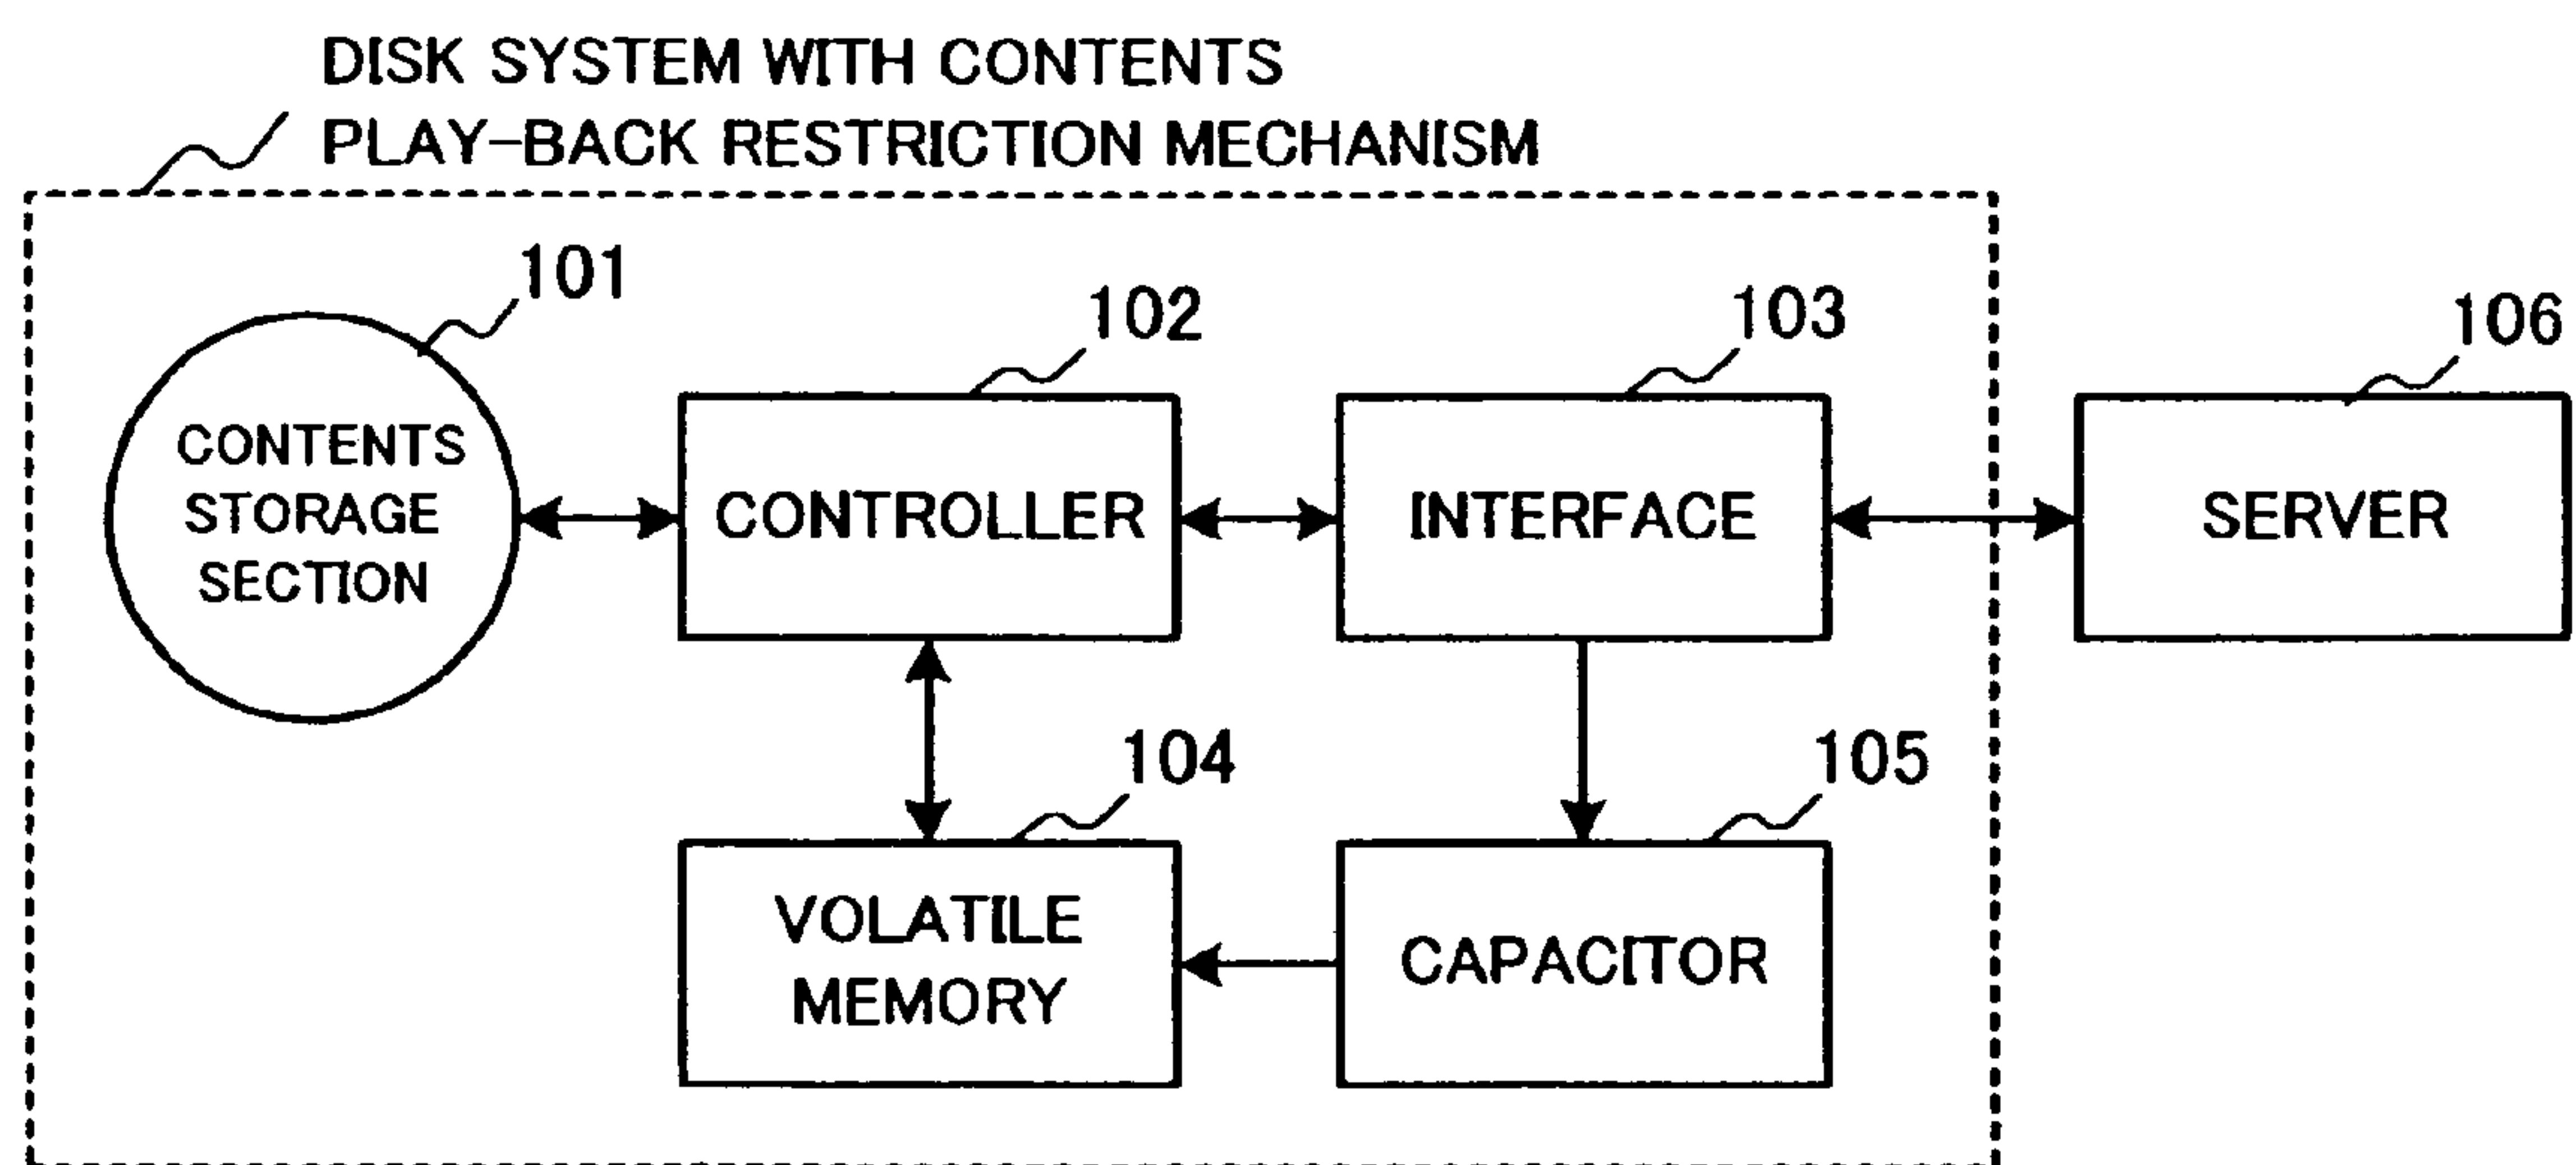 DISK SYSTEM WITH CONTENTS
PLAY-BACK RESTRICTION MECHANISM
101
102
103
106
CONTENTS
STORAGE
SECTION
CONTROLLER
INTERFACE
SERVER
104
105
VOLATILE
MEMORY
CAPACITOR